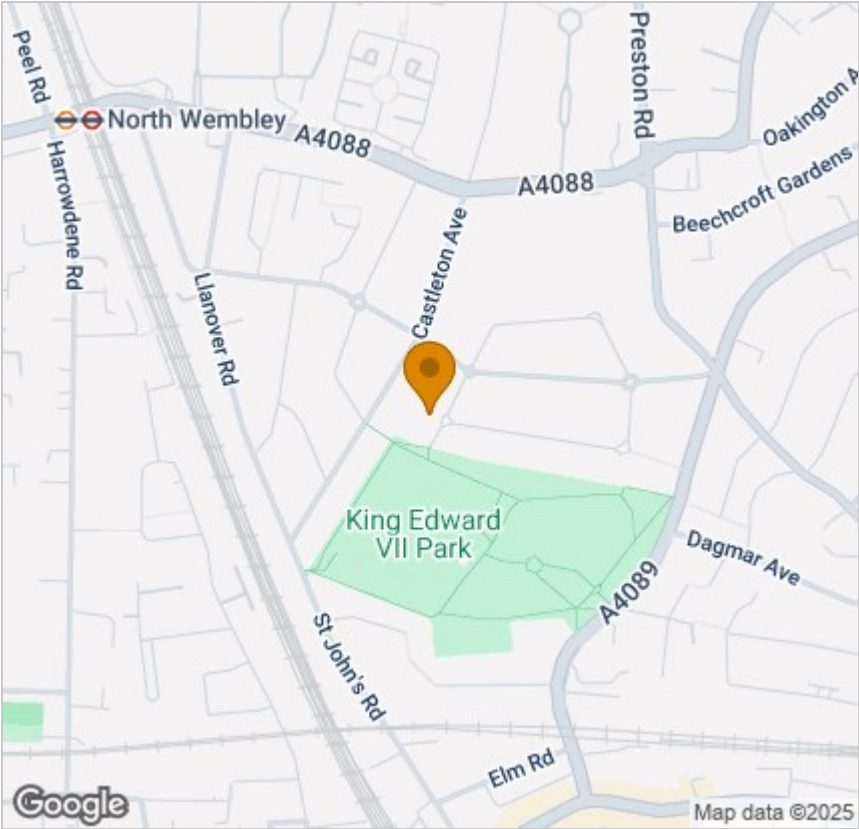 Peel Rd
Preston Rd
North Wembley
A4088
Oakington A
A4088
Beechcroft Gardens
Harrowdene Rd
Castleton Ave
Llanover Rd
King Edward
VII Park
Dagmar Ave
A4089
St John's Rd
Elm Rd
Google
Map data ©2025